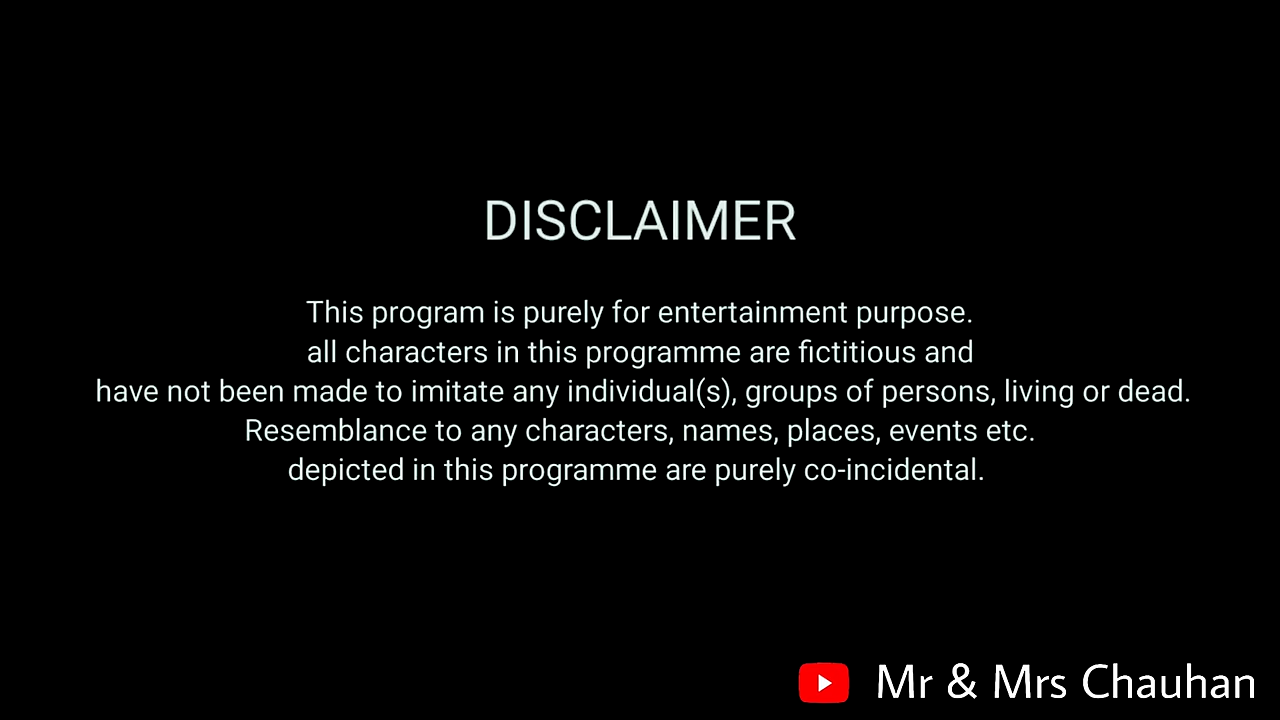 DISCLAIMER
This program is purely for entertainment purpose.
all characters in this programme are fictitious and
have not been made to imitate any individual(s), groups of persons, living or dead.
Resemblance to any characters, names, places, events etc.
depicted in this programme are purely co-incidental.
Mr & Mrs Chauhan